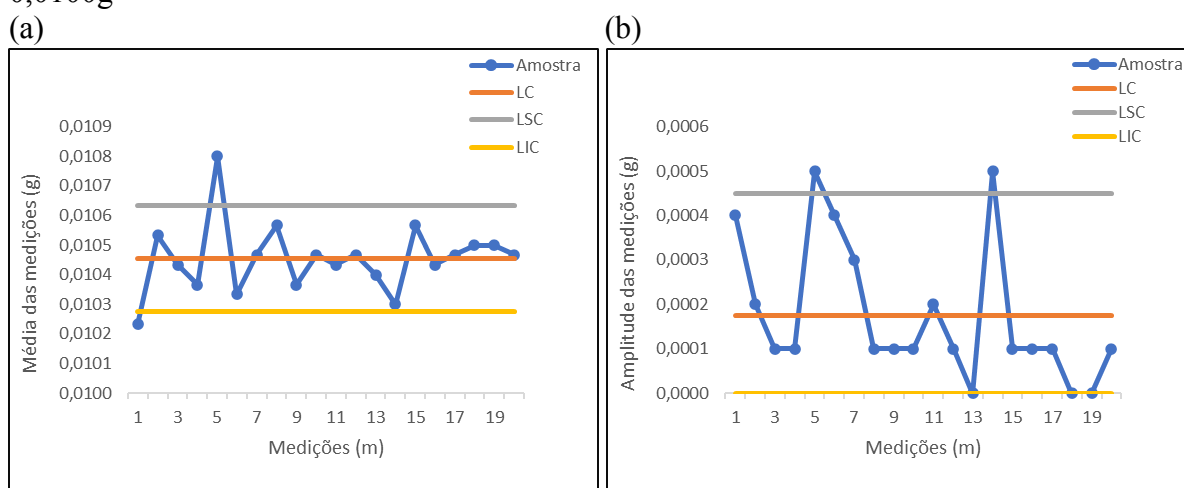 0,0100g
(a)
(b)
Amostra
LC
LSC
LIC
0,0109
0,0108
0,0107
0,0106
0,0105
0,0104
0,0103
0,0102
0,0101
0,0100
Média das medições (g)
1 3 5 7 9 11 13 15 17 19
Medições (m)
Amostra
LC
LSC
LIC
0,0006
0,0005
0,0004
0,0003
0,0002
0,0001
0,0000
Amplitude das medições (g)
1 3 5 7 9 11 13 15 17 19
Medições (m)